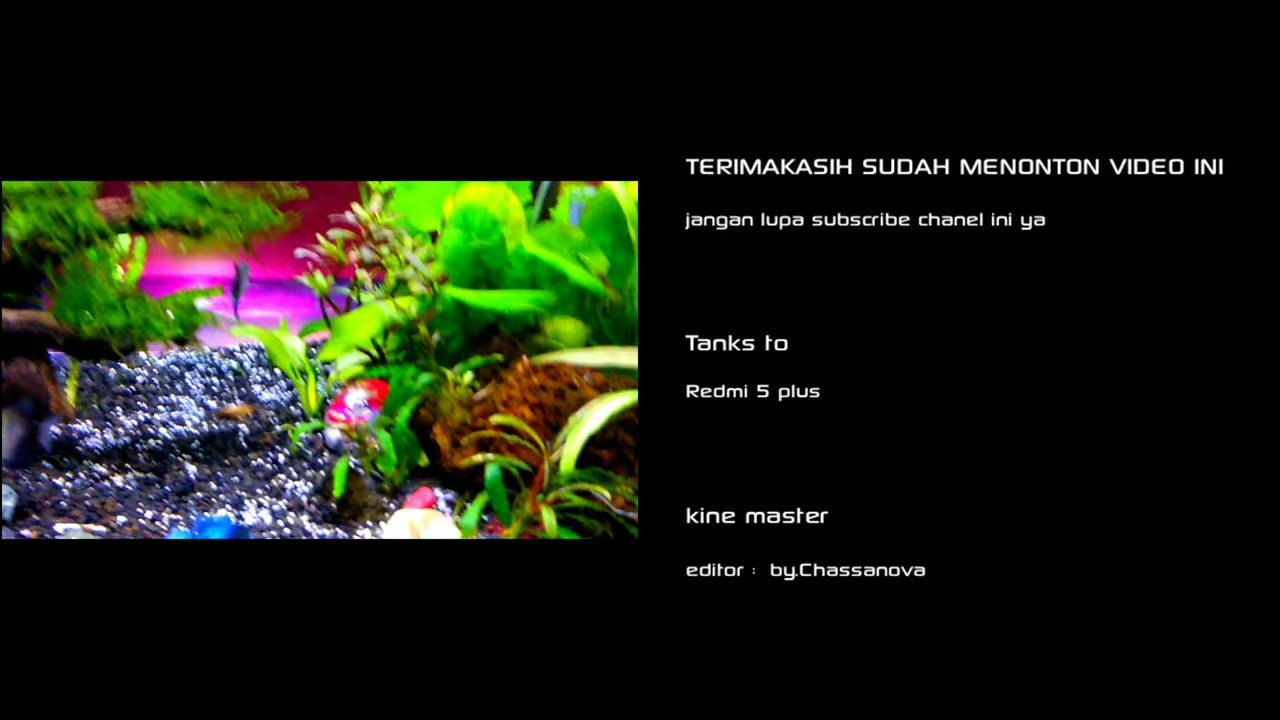 TERIMAKASIH SUDAH MENONTON VIDEO INI
jangan lupa subscribe chanel ini ya
Tanks to
Redmi 5 plus
kine master
editor : by.Chassanova